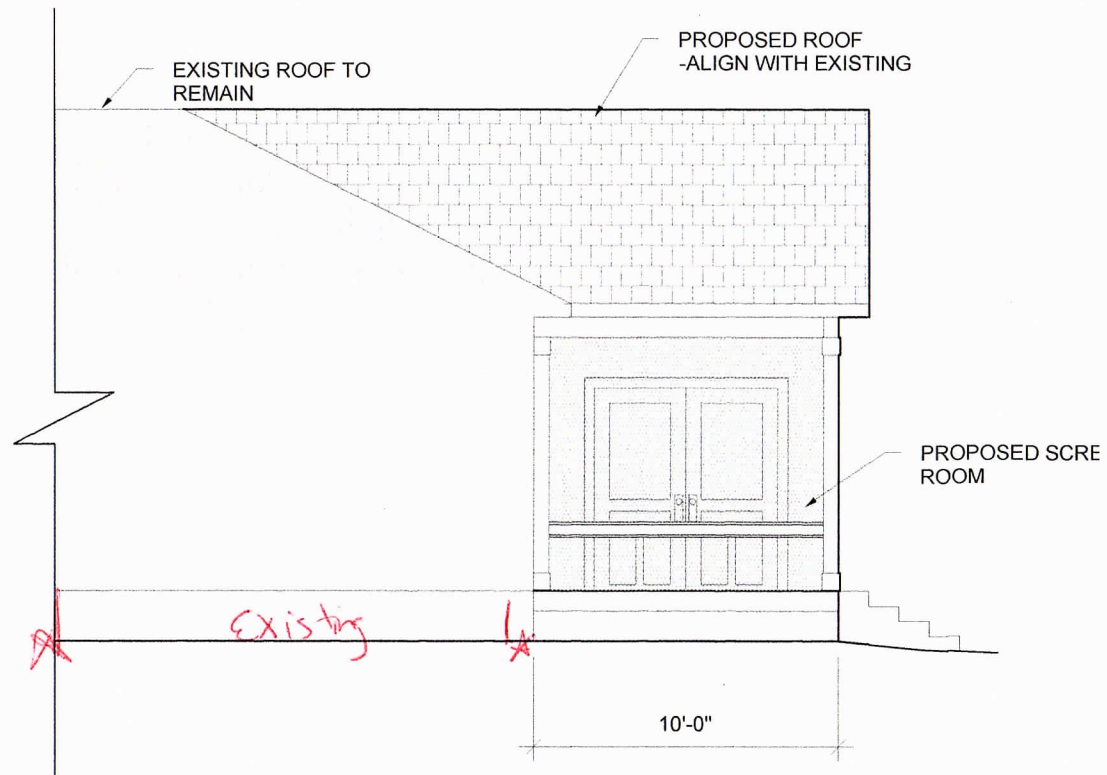 EXISTING ROOF TO
REMAIN
PROPOSED ROOF
-ALIGN WITH EXISTING
PROPOSED SCRE
ROOM
Existing
10'-0"